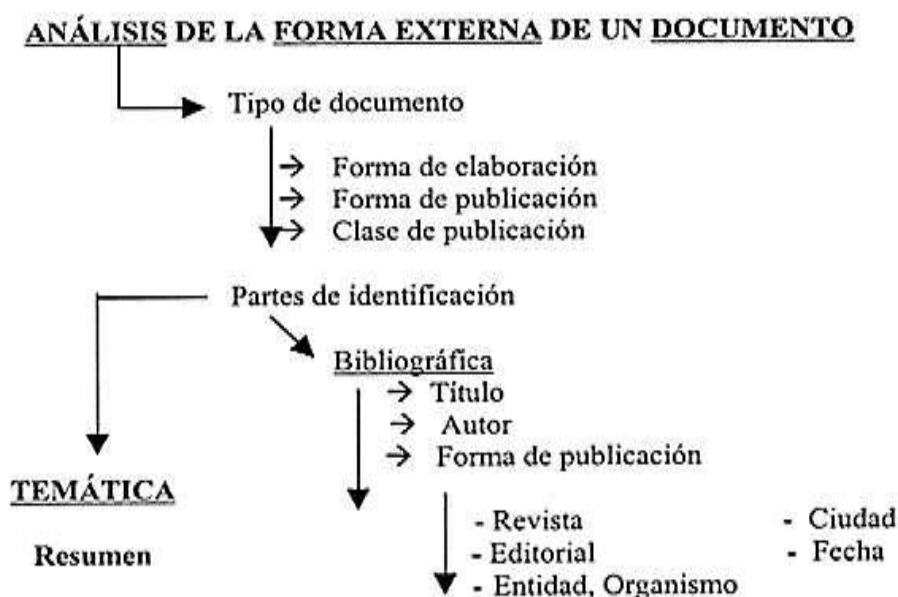 ANÁLISIS DE LA FORMA EXTERNA DE UN DOCUMENTO
Tipo de documento
→ Forma de elaboración
→ Forma de publicación
→ Clase de publicación
Partes de identificación
Bibliográfica
→ Título
→ Autor
→ Forma de publicación
TEMÁTICA
Resumen
- Revista
- Editorial
- Entidad, Organismo
- Ciudad
- Fecha